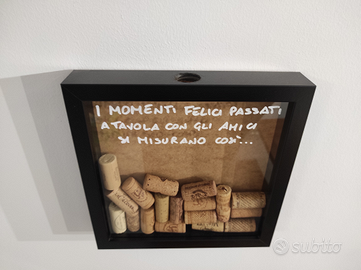 I MOMENTI FELICI PASSATI
A TAVOLA CON GLI AMICI
SI MISURANO COSÌ...
subito